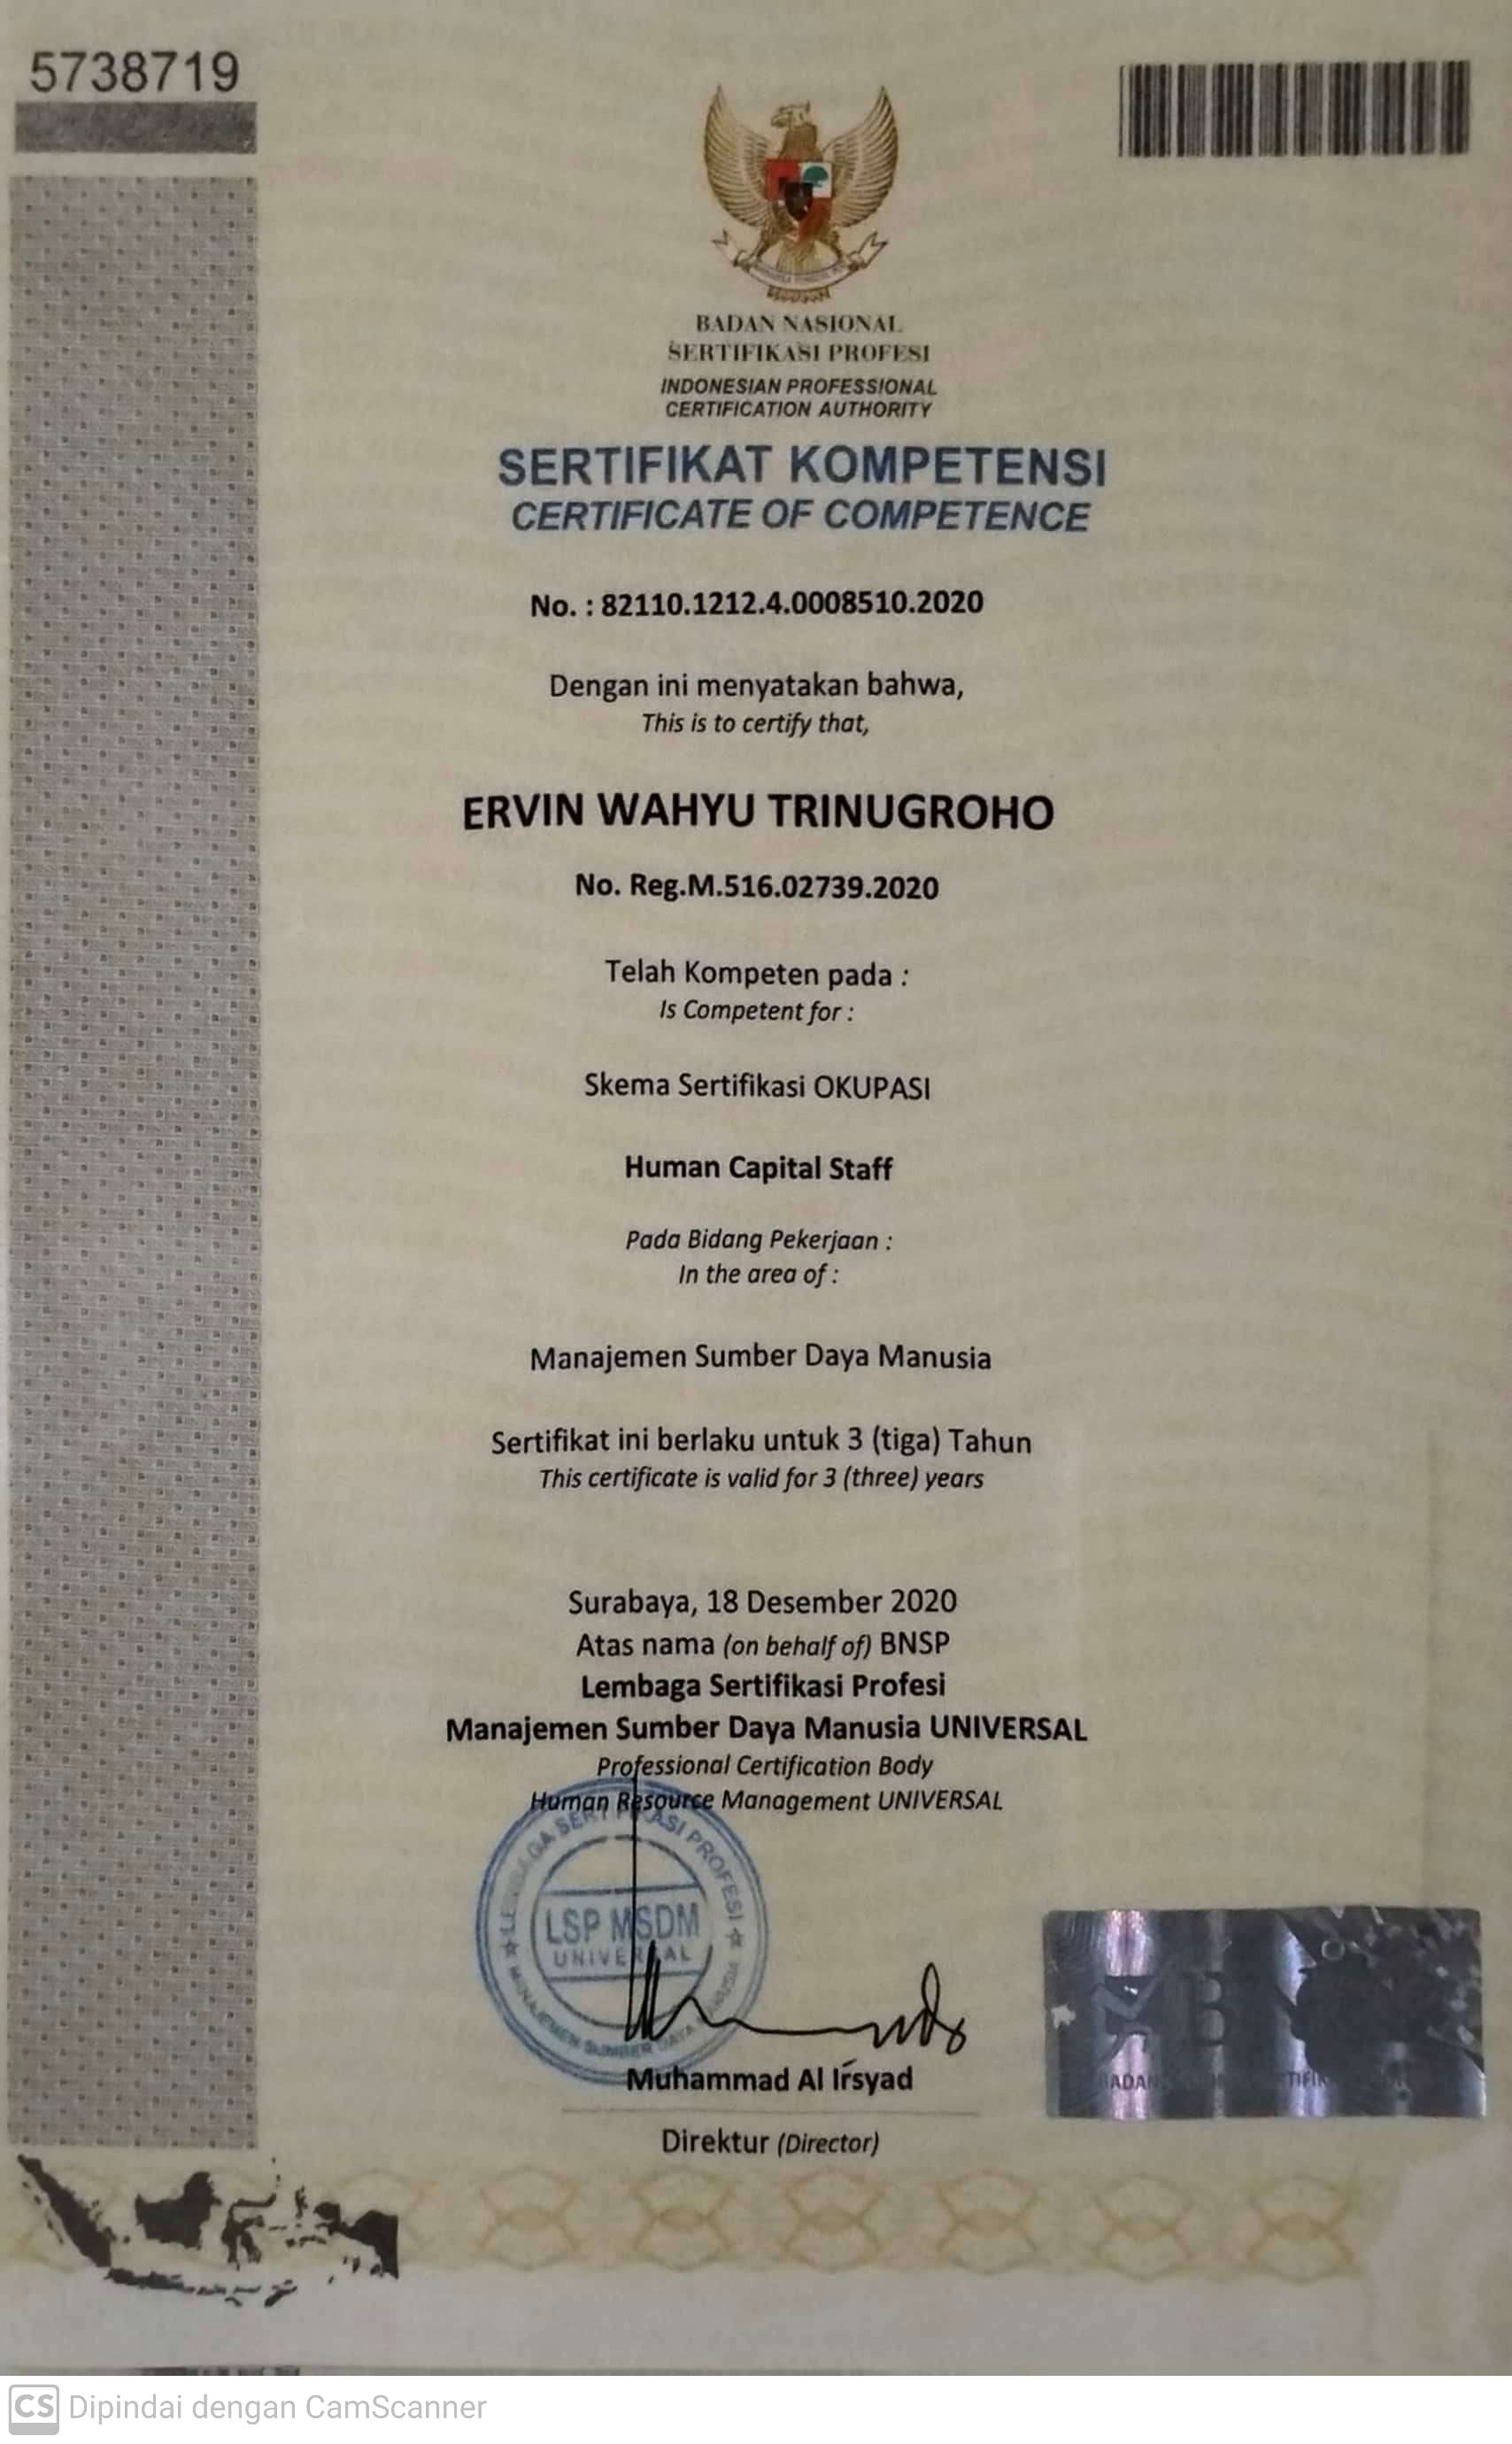 5738719
BADAN NASIONAL
SERTIFIKASI PROFESI
INDONESIAN PROFESSIONAL
CERTIFICATION AUTHORITY
SERTIFIKAT KOMPETENSI
CERTIFICATE OF COMPETENCE
No. : 82110.1212.4.0008510.2020
Dengan ini menyatakan bahwa,
This is to certify that,
ERVIN WAHYU TRINUGROHO
No. Reg.M.516.02739.2020
Telah Kompeten pada :
Is Competent for :
Skema Sertifikasi OKUPASI
Human Capital Staff
Pada Bidang Pekerjaan :
In the area of :
Manajemen Sumber Daya Manusia
Sertifikat ini berlaku untuk 3 (tiga) Tahun
This certificate is valid for 3 (three) years
Surabaya, 18 Desember 2020
Atas nama (on behalf of) BNSP
Lembaga Sertifikasi Profesi
Manajemen Sumber Daya Manusia UNIVERSAL
Professional Certification Body
Human Resource Management UNIVERSAL
LEMBAGA SERTIFIKASI PROFESI
LSP MSDM
UNIVERSAL
MANAJEMEN SUMBER DAYA
Muhammad Al Irsyad
Direktur (Director)
CS Dipindai dengan CamScanner